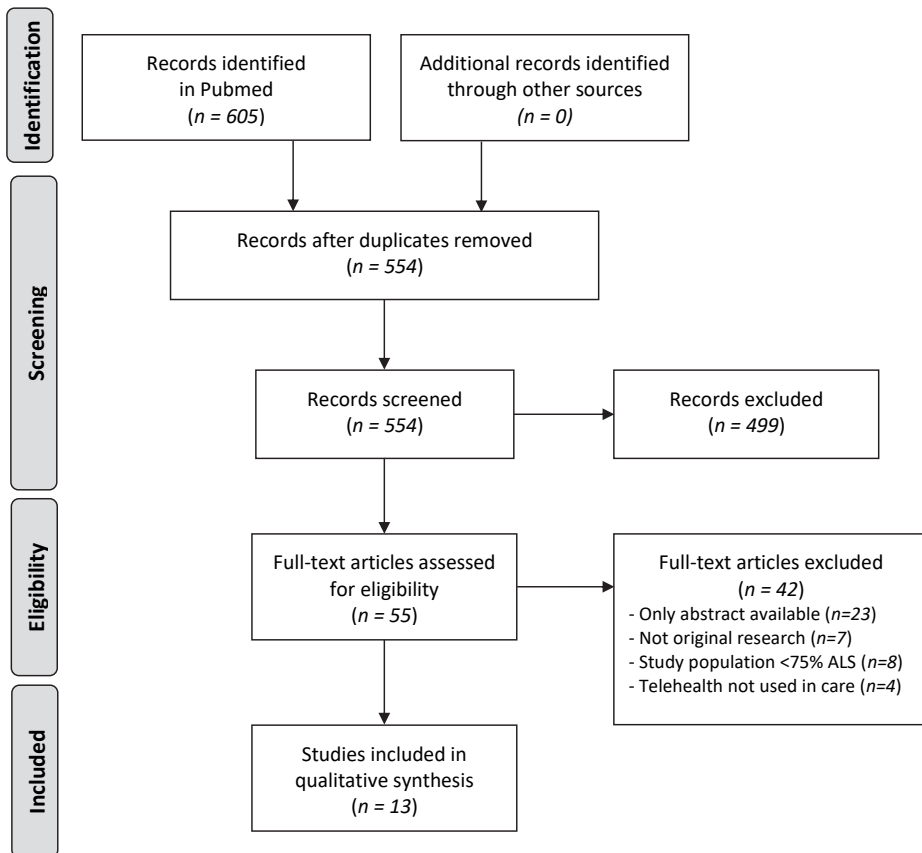 Identification
Records identified
in Pubmed
(n = 605)
Additional records identified
through other sources
(n = 0)
Screening
Records after duplicates removed
(n = 554)
Records screened
(n = 554)
Records excluded
(n = 499)
Eligibility
Full-text articles assessed
for eligibility
(n = 55)
Full-text articles excluded
(n = 42)
- Only abstract available (n=23)
- Not original research (n=7)
- Study population <75% ALS (n=8)
- Telehealth not used in care (n=4)
Included
Studies included in
qualitative synthesis
(n = 13)